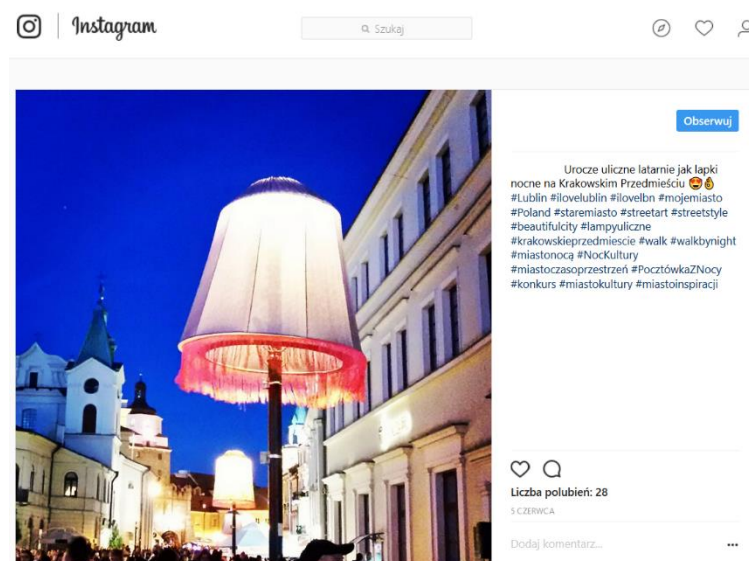 Instagram
Szukaj
Obserwuj
Urocze uliczne latarnie jak lapki
nocne na Krakowskim Przedmieściu 😍👌
#Lublin #ilovelublin #ilovelbn #mojemiasto
#Poland #staremiasto #streetart #streetstyle
#beautifulcity #lampyuliczne
#krakowskieprzedmiescie #walk #walkbynight
#miastonocą #NocKultury
#miastoczasoprzestrzeń #PocztówkaZNocy
#konkurs #miastokultury #miastoinspiracji
Liczba polubień: 28
5 CZERWCA
Dodaj komentarz...